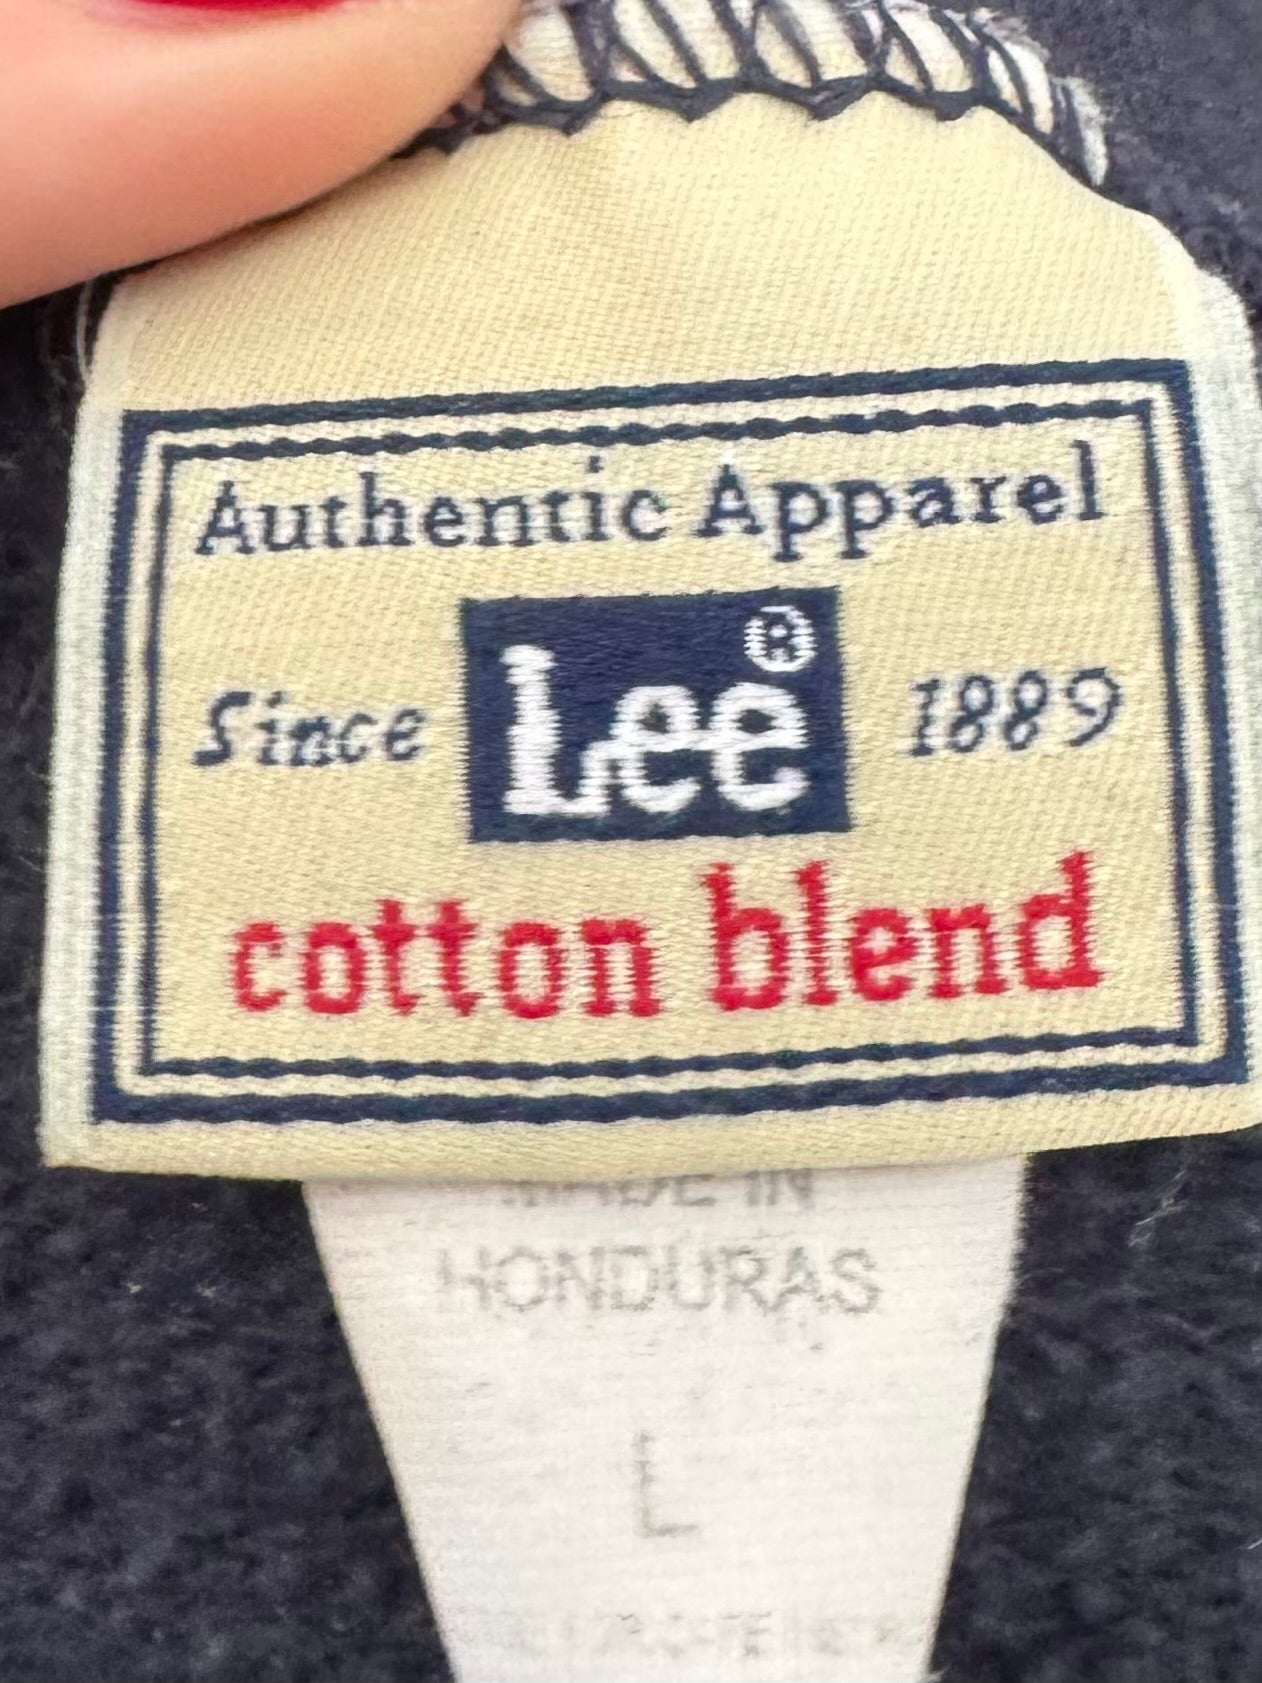 Authentic Apparel
Lee®
Since 1889
cotton blend
MADE IN
HONDURAS
L